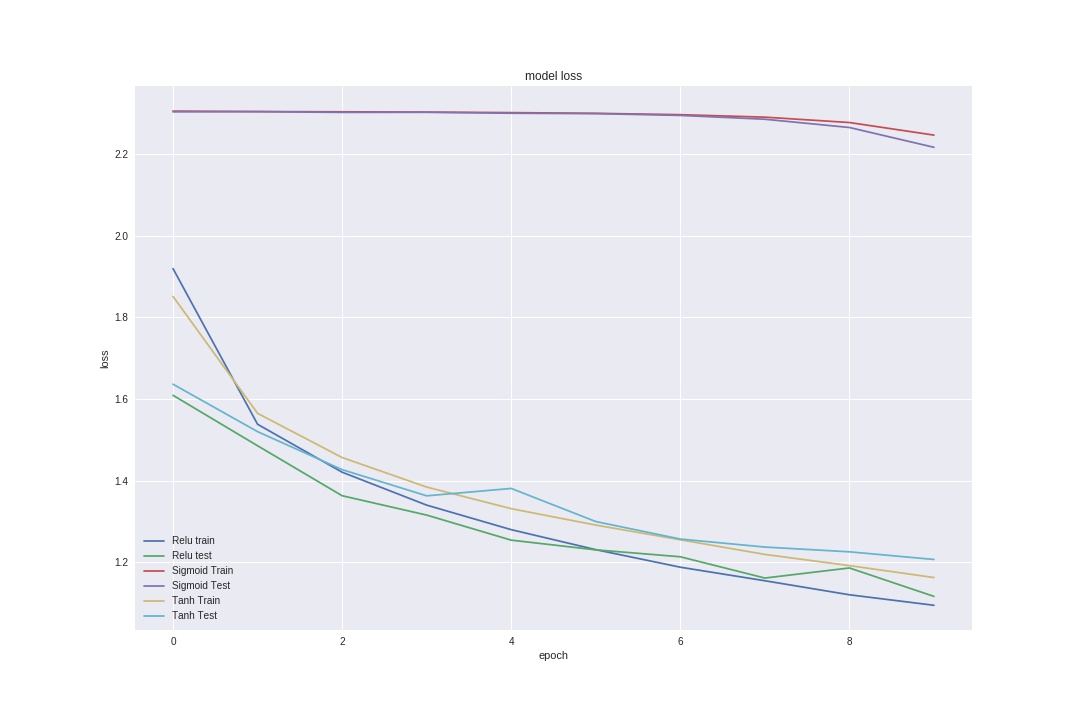 model loss
2.2
2.0
1.8
1.6
1.4
1.2
loss
Relu train
Relu test
Sigmoid Train
Sigmoid Test
Tanh Train
Tanh Test
0 2 4 6 8
epoch